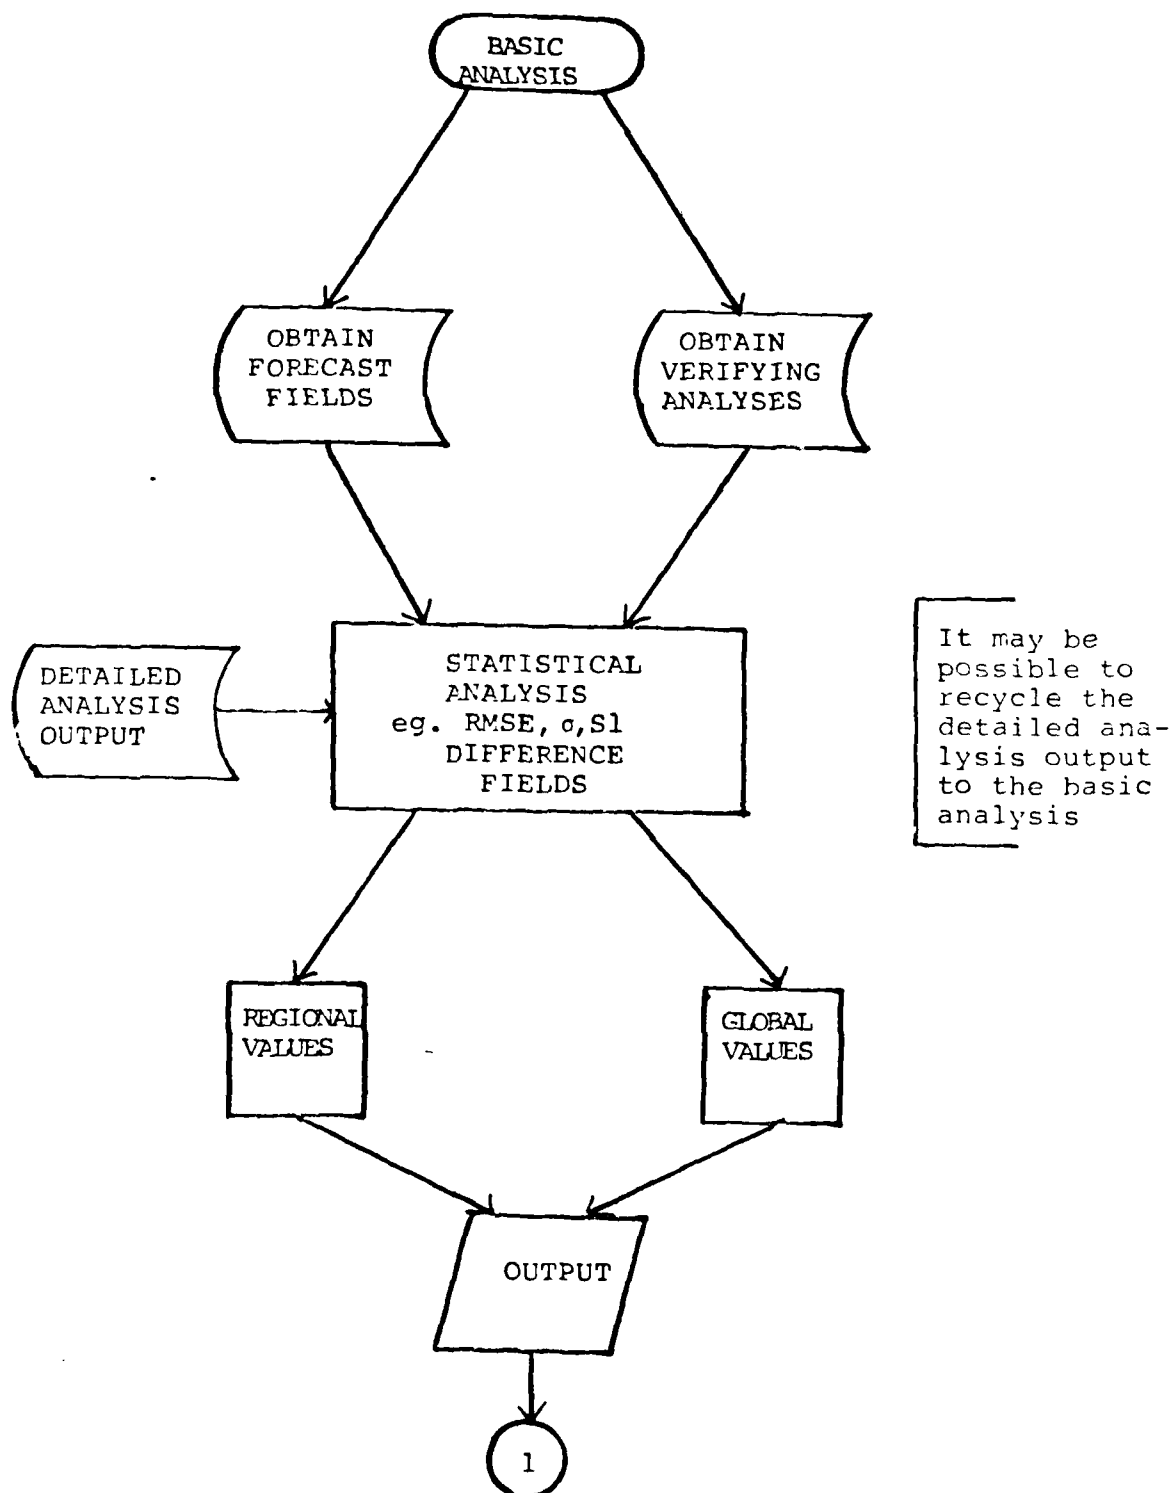 BASIC
ANALYSIS
OBTAIN
FORECAST
FIELDS
OBTAIN
VERIFYING
ANALYSES
DETAILED
ANALYSIS
OUTPUT
STATISTICAL
ANALYSIS
eg. RMSE, σ, S1
DIFFERENCE
FIELDS
It may be
possible to
recycle the
detailed ana-
lysis output
to the basic
analysis
REGIONAL
VALUES
GLOBAL
VALUES
OUTPUT
1